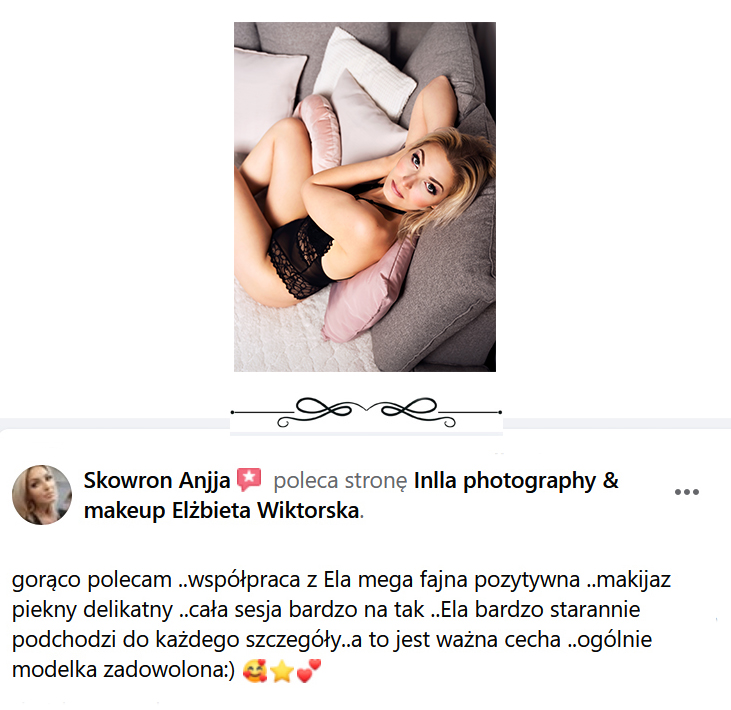 Skowron Anjja poleca stronę Inlla photography &
makeup Elżbieta Wiktorska.
gorąco polecam ..współpraca z Ela mega fajna pozytywna ..makijaz
piekny delikatny ..cała sesja bardzo na tak ..Ela bardzo starannie
podchodzi do każdego szczegóły..a to jest ważna cecha ..ogólnie
modelka zadowolona:) 🥰⭐💕